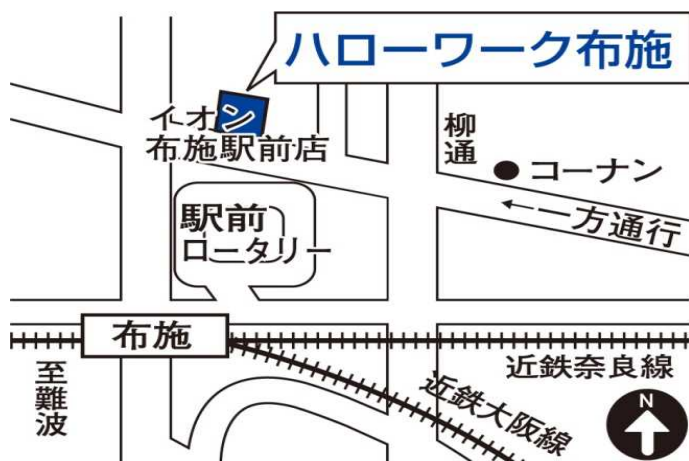 ハローワーク布施
イオン
布施駅前店
柳通
コーナン
←一方通行
駅前
ロータリー
布施
至難波
近鉄奈良線
近鉄大阪線
N